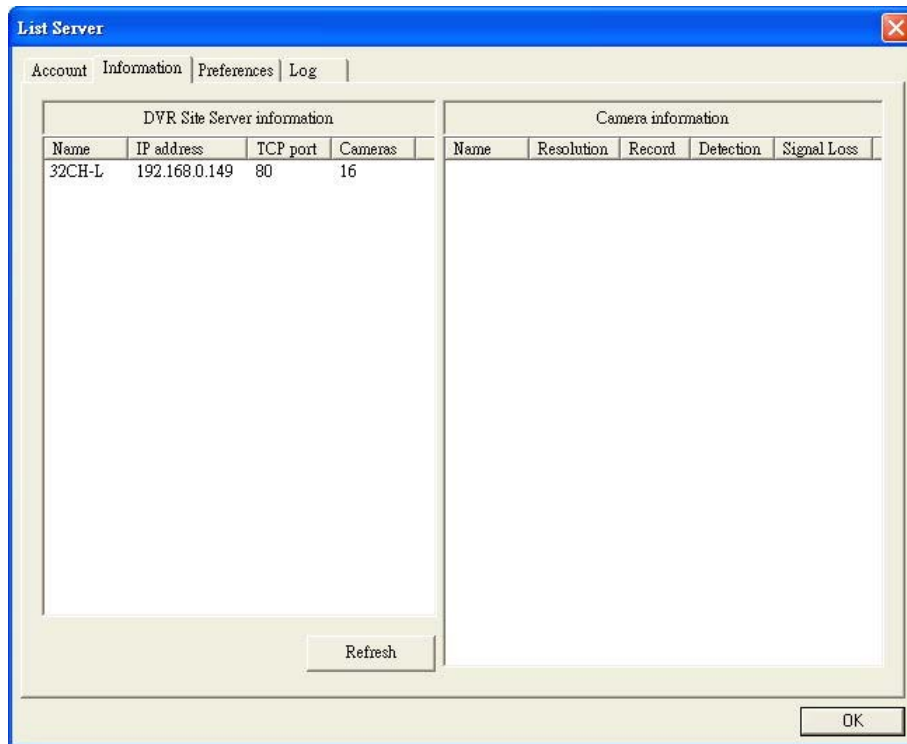 List Server
Account Information Preferences Log
DVR Site Server information
Name IP address TCP port Cameras
32CH-L 192.168.0.149 80 16
Refresh
Camera information
Name Resolution Record Detection Signal Loss
OK